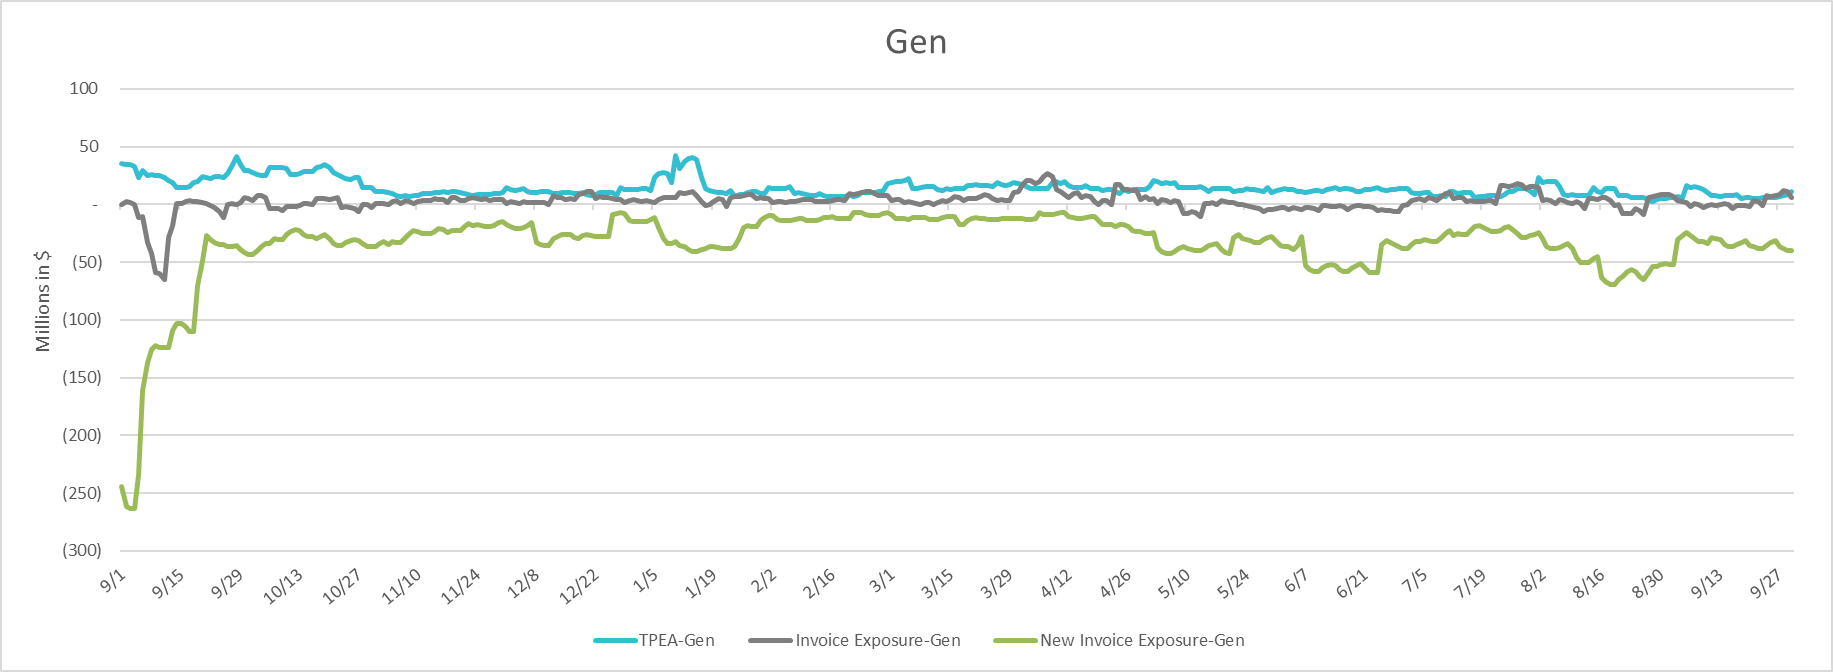 Gen
100
50
-
(50)
(100)
(150)
(200)
(250)
(300)
Millions in $
9/1 9/15 9/29 10/13 10/27 11/10 11/24 12/8 12/22 1/5 1/19 2/2 2/16 3/1 3/15 3/29 4/12 4/26 5/10 5/24 6/7 6/21 7/5 7/19 8/2 8/16 8/30 9/13 9/27
TPEA-Gen Invoice Exposure-Gen New Invoice Exposure-Gen